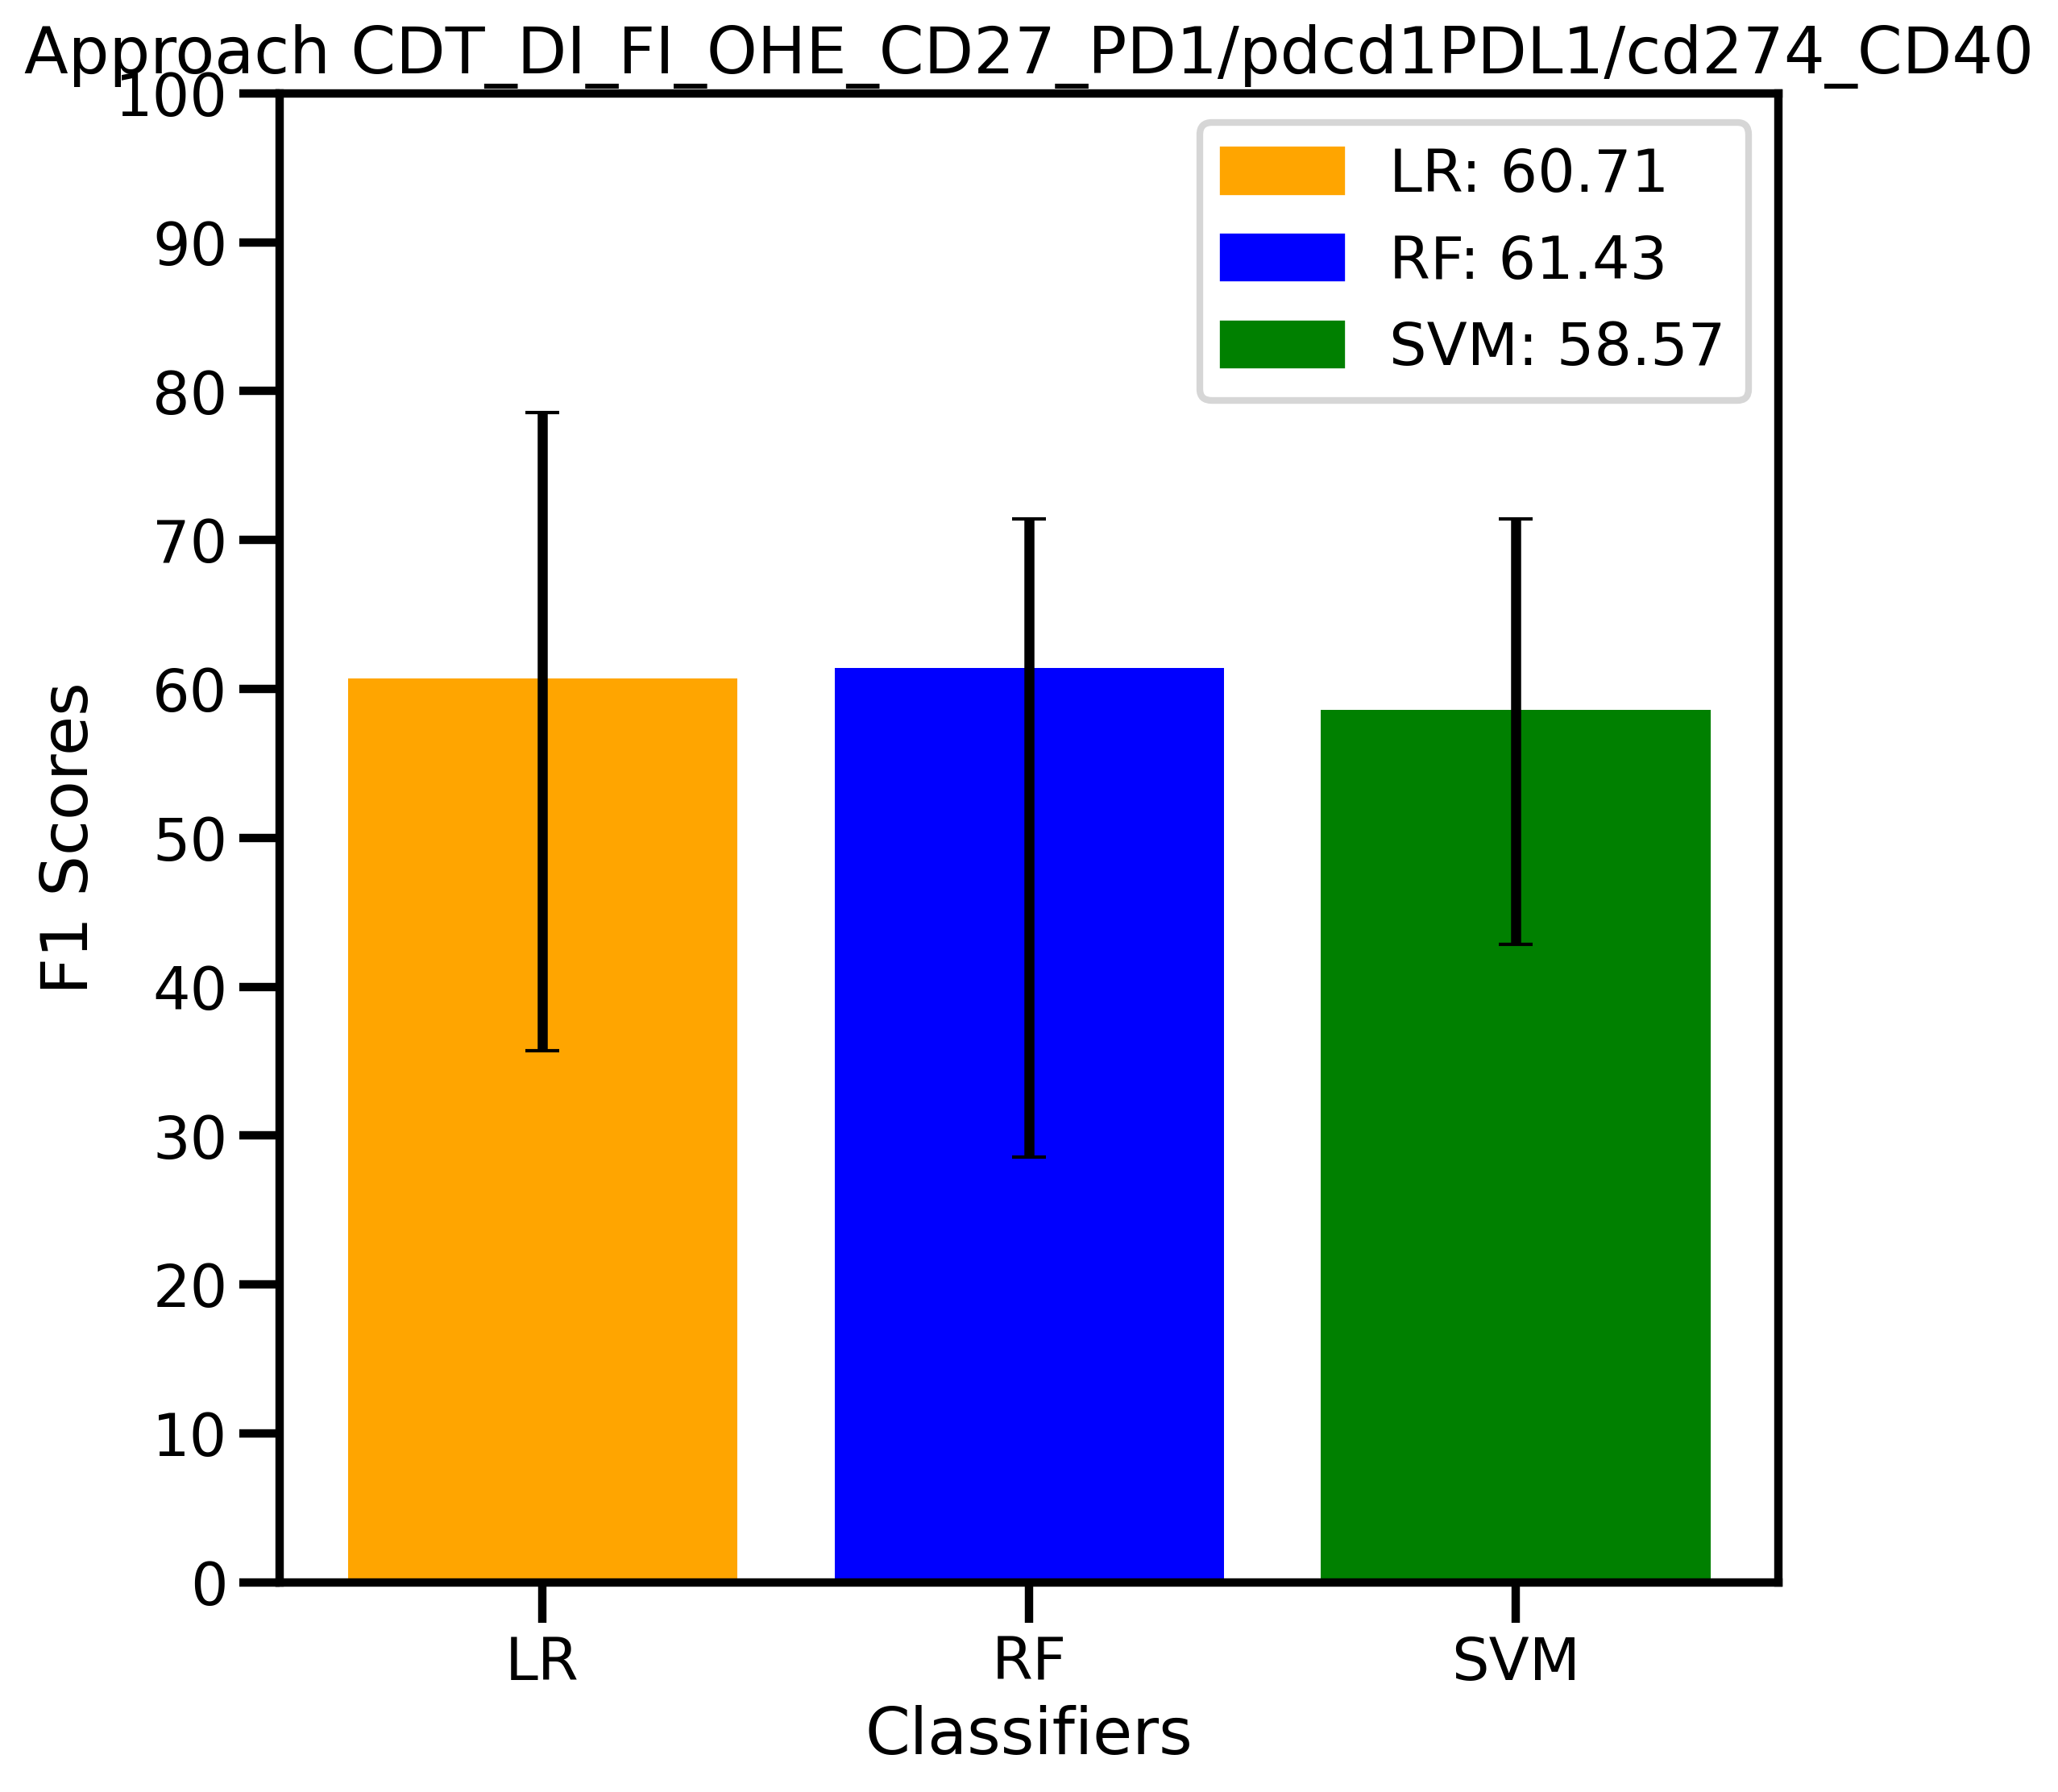 Approach CDT_DI_FI_OHE_CD27_PD1/pdcd1PDL1/cd274_CD40
100
90
80
70
60
50
40
30
20
10
0
F1 Scores
LR: 60.71
RF: 61.43
SVM: 58.57
LR
RF
SVM
Classifiers